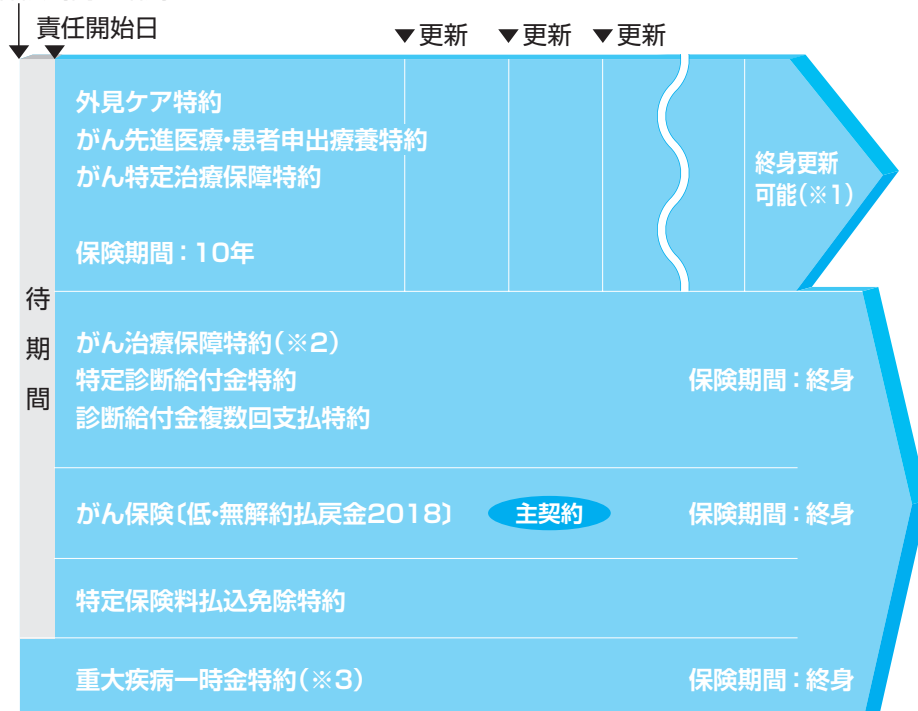 責任開始日
▼更新 ▼更新 ▼更新
外見ケア特約
がん先進医療・患者申出療養特約
がん特定治療保障特約
終身更新
可能(※1)
保険期間：10年
待期間
がん治療保障特約(※2)
特定診断給付金特約 保険期間：終身
診断給付金複数回支払特約
がん保険〔低・無解約払戻金2018〕 主契約 保険期間：終身
特定保険料払込免除特約
重大疾病一時金特約(※3) 保険期間：終身